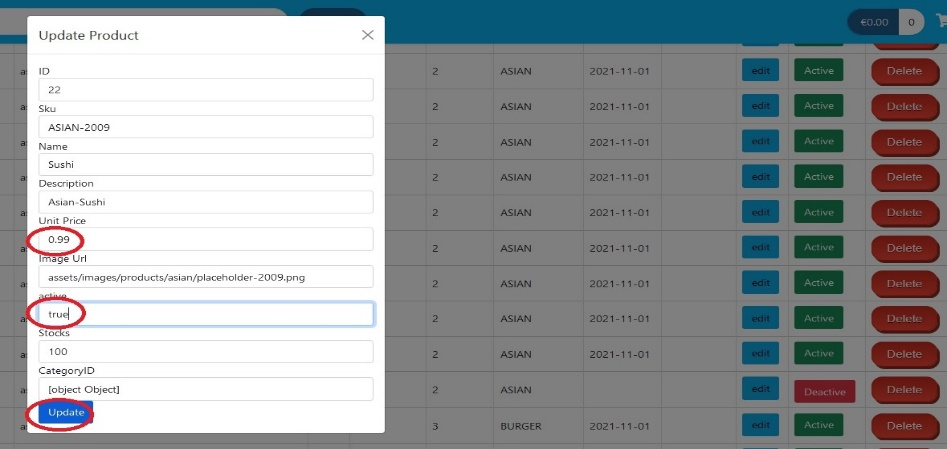 €0.00 0
Update Product
ID
22
Sku
ASIAN-2009
Name
Sushi
Description
Asian-Sushi
Unit Price
0.99
Image Url
assets/images/products/asian/placeholder-2009.png
active
true
Stocks
100
CategoryID
[object Object]
Update
2 ASIAN 2021-11-01 edit Active Delete
2 ASIAN 2021-11-01 edit Active Delete
2 ASIAN 2021-11-01 edit Active Delete
2 ASIAN 2021-11-01 edit Active Delete
2 ASIAN 2021-11-01 edit Active Delete
2 ASIAN 2021-11-01 edit Active Delete
2 ASIAN 2021-11-01 edit Active Delete
2 ASIAN 2021-11-01 edit Active Delete
2 ASIAN 2021-11-01 edit Active Delete
2 ASIAN edit Deactive Delete
3 BURGER 2021-11-01 edit Active Delete